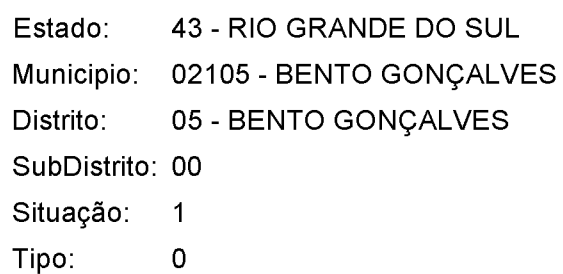 Estado: 43 - RIO GRANDE DO SUL
Municipio: 02105 - BENTO GONÇALVES
Distrito: 05 - BENTO GONÇALVES
SubDistrito: 00
Situação: 1
Tipo: 0